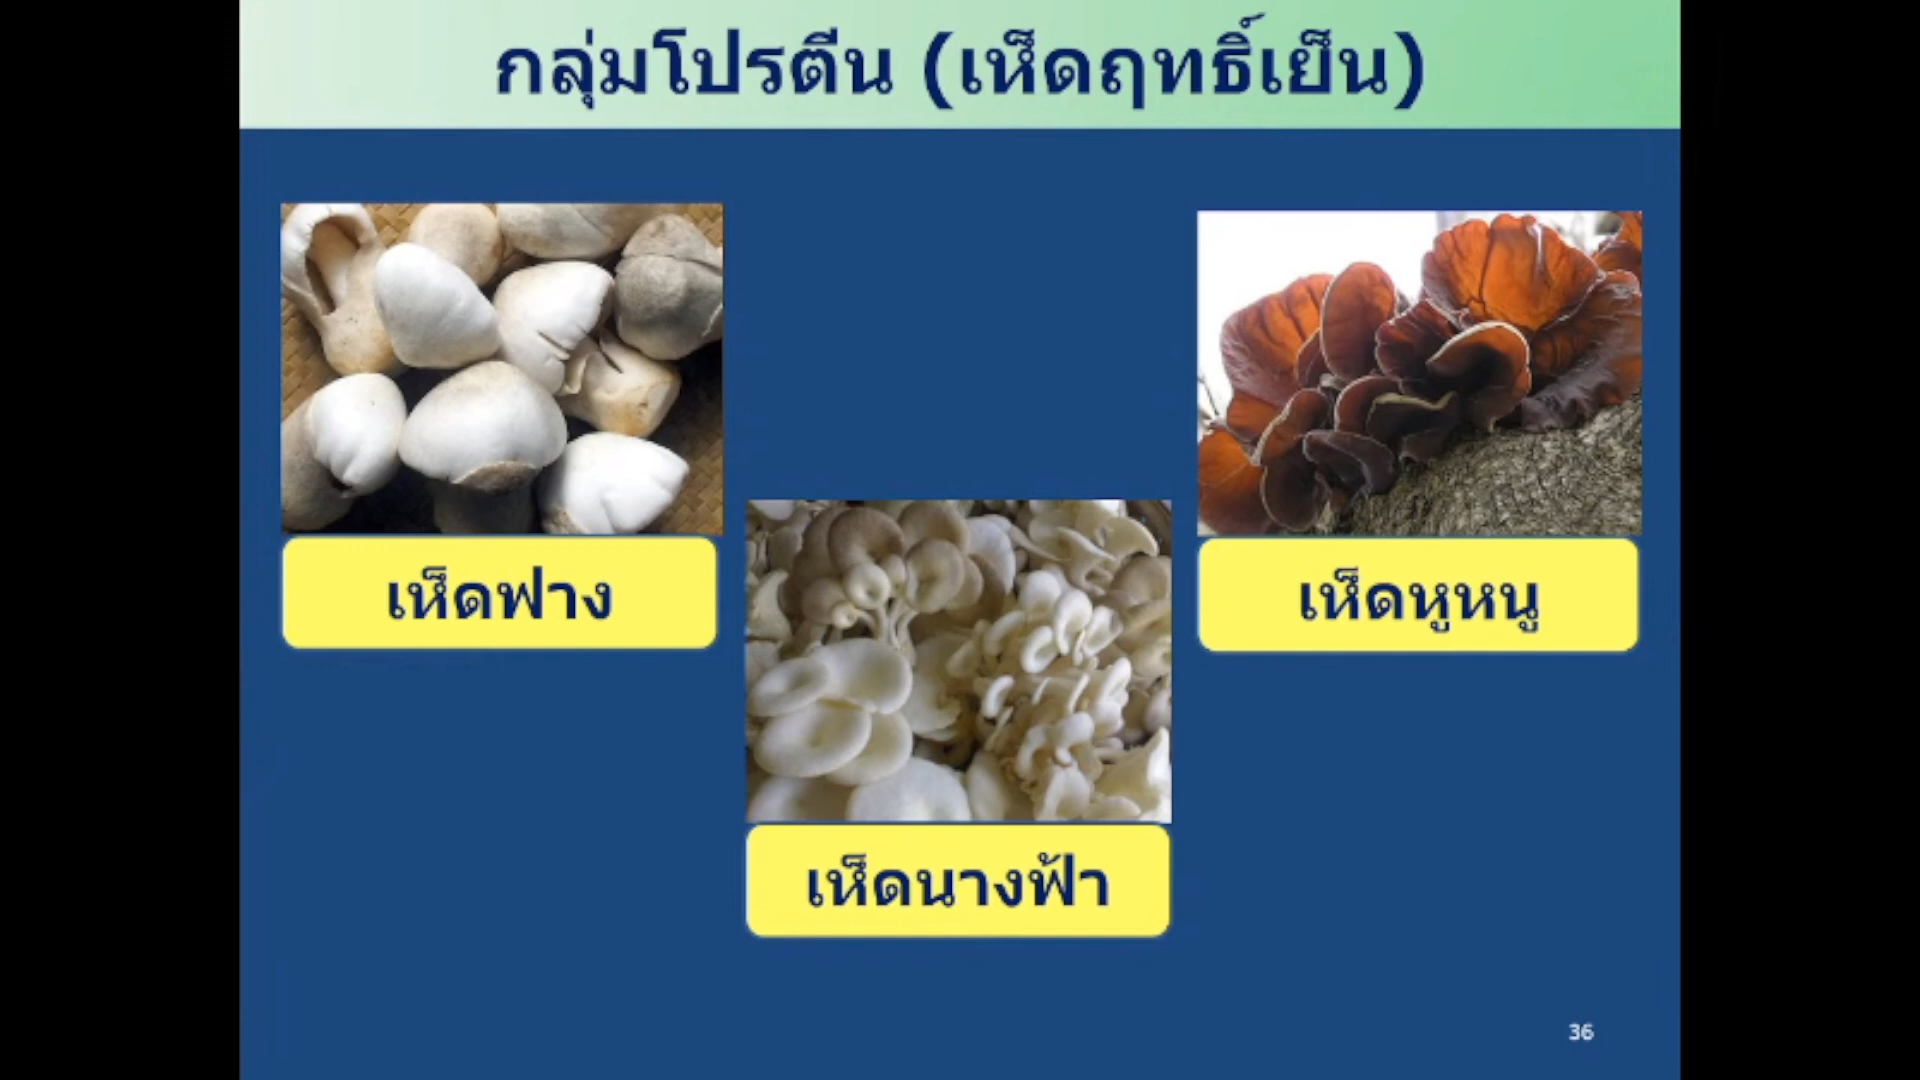 กลุ่มโปรตีน (เห็ดฤทธิ์เย็น)
เห็ดฟาง
เห็ดหูหนู
เห็ดนางฟ้า
36